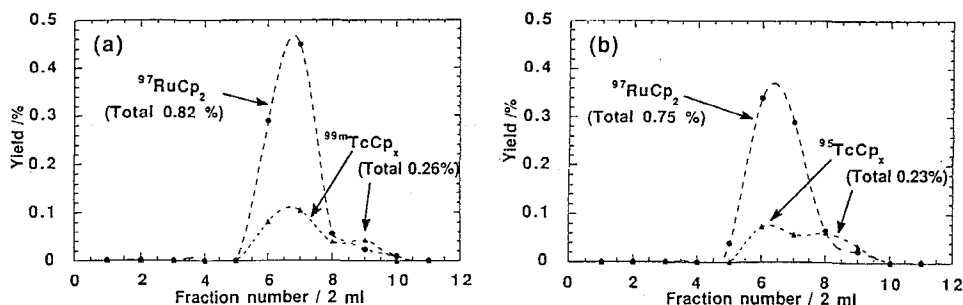 (a)
0.5
0.4
0.3
0.2
0.1
0
Yield /%
⁹⁷RuCp₂
(Total 0.82 %)
⁹⁹ᵐTcCpₓ
(Total 0.26%)
0 2 4 6 8 10 12
Fraction number / 2 ml
(b)
0.5
0.4
0.3
0.2
0.1
0
Yield /%
⁹⁷RuCp₂
(Total 0.75 %)
⁹⁵TcCpₓ
(Total 0.23%)
0 2 4 6 8 10 12
Fraction number / 2 ml